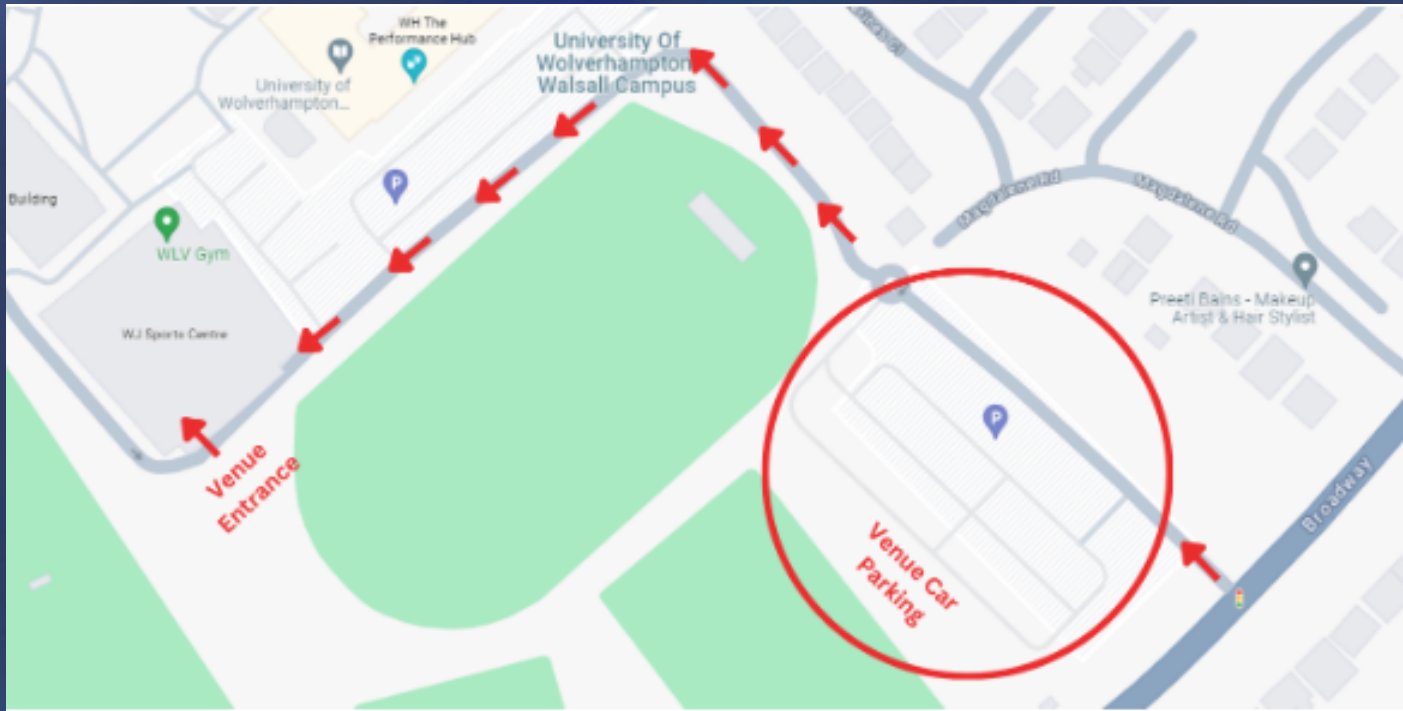 WH The
Performance Hub
University of
Wolverhampton...
University Of
Wolverhampton
Walsall Campus
Magdalene Rd
Magdalene Rd
Building
WLV Gym
WJ Sports Centre
Preeti Bains - Makeup
Artist & Hair Stylist
P
P
Venue
Entrance
Venue Car
Parking
Broadway